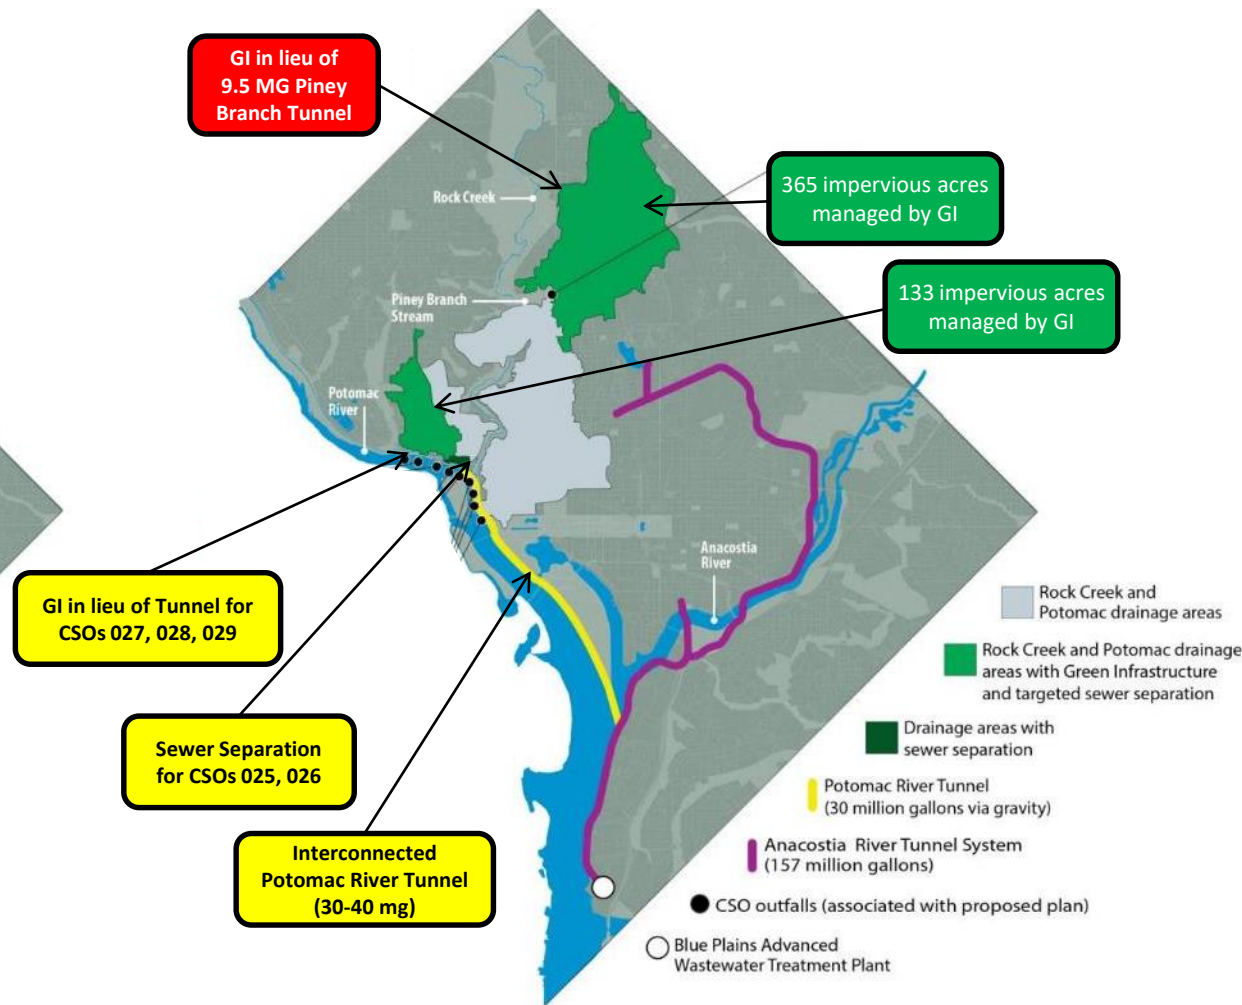 GI in lieu of
9.5 MG Piney
Branch Tunnel
365 impervious acres
managed by GI
Rock Creek
133 impervious acres
managed by GI
Piney Branch
Stream
Potomac
River
Anacostia
River
GI in lieu of Tunnel for
CSOs 027, 028, 029
Sewer Separation
for CSOs 025, 026
Interconnected
Potomac River Tunnel
(30-40 mg)
Rock Creek and
Potomac drainage areas
Rock Creek and Potomac drainage
areas with Green Infrastructure
and targeted sewer separation
Drainage areas with
sewer separation
Potomac River Tunnel
(30 million gallons via gravity)
Anacostia River Tunnel System
(157 million gallons)
CSO outfalls (associated with proposed plan)
Blue Plains Advanced
Wastewater Treatment Plant